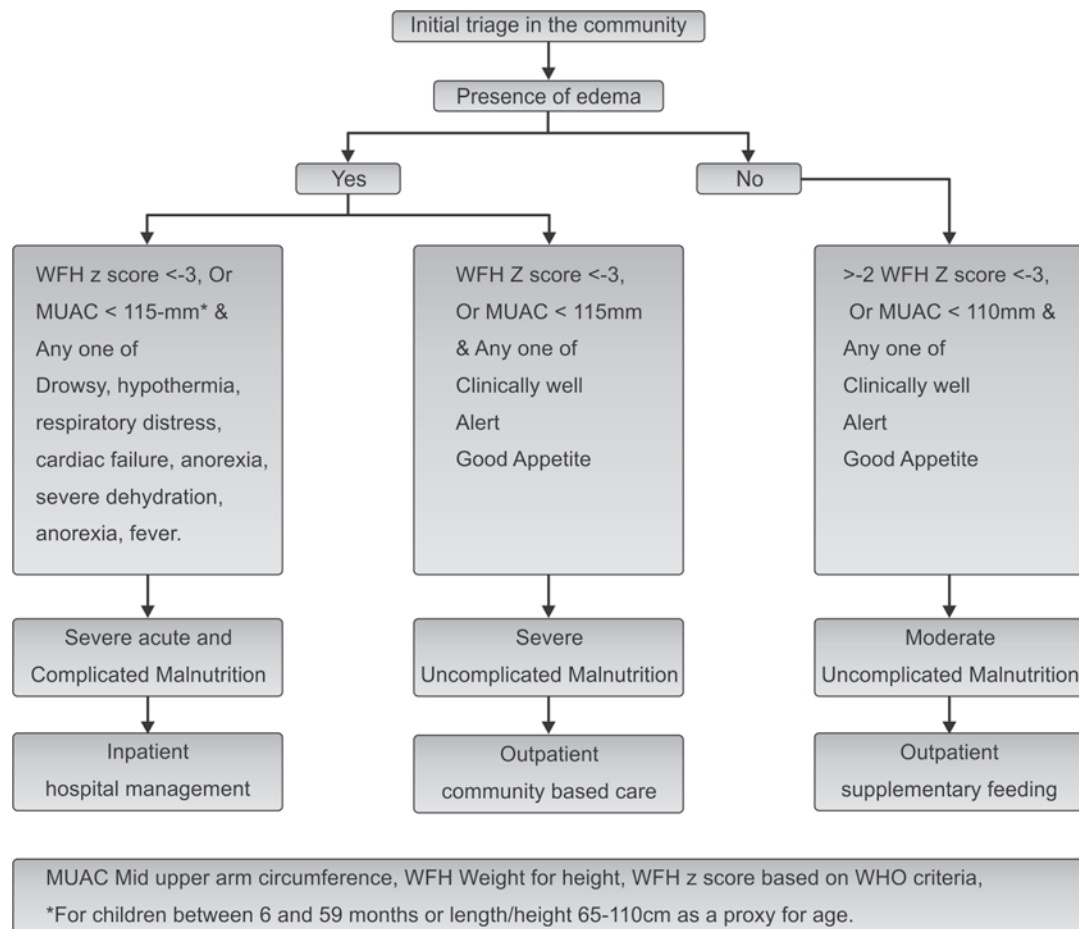 Initial triage in the community
Presence of edema
Yes
No
WFH z score <-3, Or
MUAC < 115-mm* &
Any one of
Drowsy, hypothermia,
respiratory distress,
cardiac failure, anorexia,
severe dehydration,
anorexia, fever.
WFH Z score <-3,
Or MUAC < 115mm
& Any one of
Clinically well
Alert
Good Appetite
>-2 WFH Z score <-3,
Or MUAC < 110mm &
Any one of
Clinically well
Alert
Good Appetite
Severe acute and
Complicated Malnutrition
Severe
Uncomplicated Malnutrition
Moderate
Uncomplicated Malnutrition
Inpatient
hospital management
Outpatient
community based care
Outpatient
supplementary feeding
MUAC Mid upper arm circumference, WFH Weight for height, WFH z score based on WHO criteria,
*For children between 6 and 59 months or length/height 65-110cm as a proxy for age.